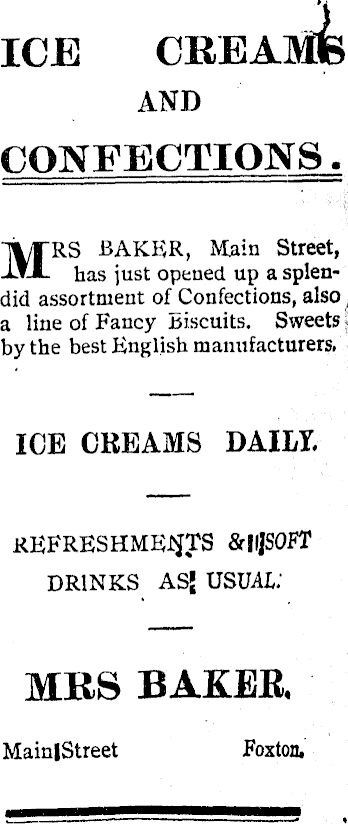 ICE CREAMS
AND
CONFECTIONS.
MRS BAKER, Main Street,
has just opened up a splen-
did assortment of Confections, also
a line of Fancy Biscuits. Sweets
by the best English manufacturers.
ICE CREAMS DAILY.
REFRESHMENTS & SOFT
DRINKS AS USUAL.
MRS BAKER,
Main Street Foxton.